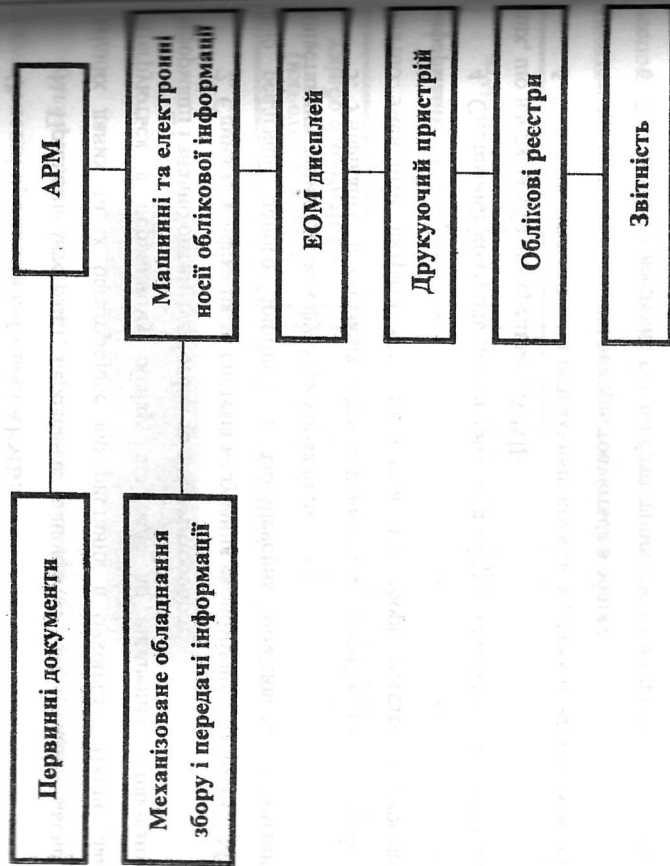 Первинні документи
АРМ
Механізоване обладнання
збору і передачі інформації
Машинні та електронні
носії облікової інформації
ЕОМ дисплей
Друкуючий пристрій
Облікові реєстри
Звітність